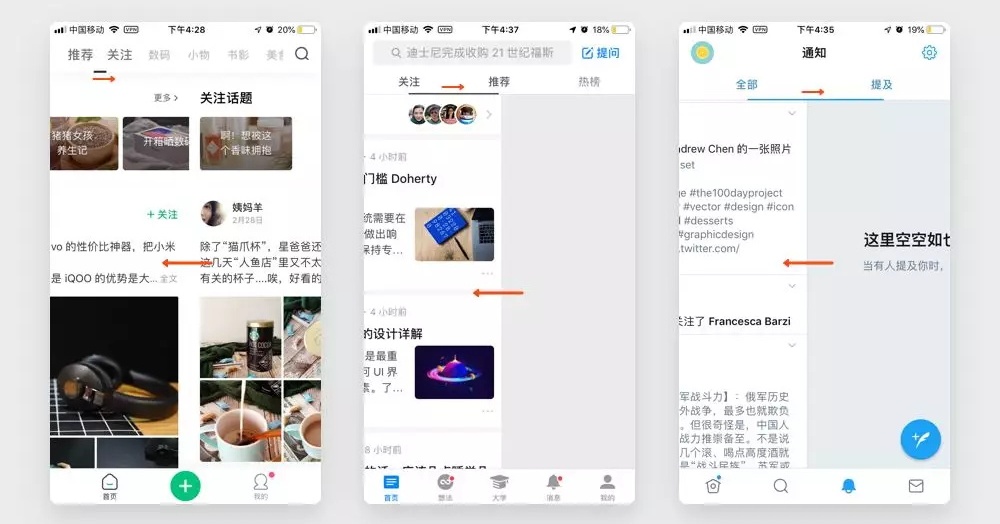 中国移动 VPN 下午4:28 20%
推荐 关注 数码 小物 书影 美食
更多 关注话题
猪猪女孩
养生记
开箱晒数码
啊！想被这
个香味拥抱
+ 关注
姨妈羊
2月28日
vo 的性价比神器，把小米
是 iQOO 的优势是大… 全文
除了“猫爪杯”，星爸爸还
这几天“人鱼店”里又不太
有关的杯子....唉，好看的
首页 我的
中国移动 VPN 下午4:37 18%
迪士尼完成收购 21 世纪福斯 提问
关注 推荐 热榜
· 4 小时前
门槛 Doherty
统需要在
做出响
保持专…
· 4 小时前
的设计详解
是最重
可 UI 界
素。了…
8 小时前
首页 想法 大学 消息 我的
中国移动 VPN 下午4:35 19%
通知
全部 提及
ndrew Chen 的一张照片
set
ge #the100dayproject
#vector #design #icon
d #desserts
#graphicdesign
.twitter.com/
这里空空如也
当有人提及你时，
关注了 Francesca Barzi
军战斗力】：俄军历史
外战争，最多也就欺负
。但很奇怪是，中国人
战力推崇备至。不是说
几个滚、喝点高度酒就
是“战斗民族”，苏军或